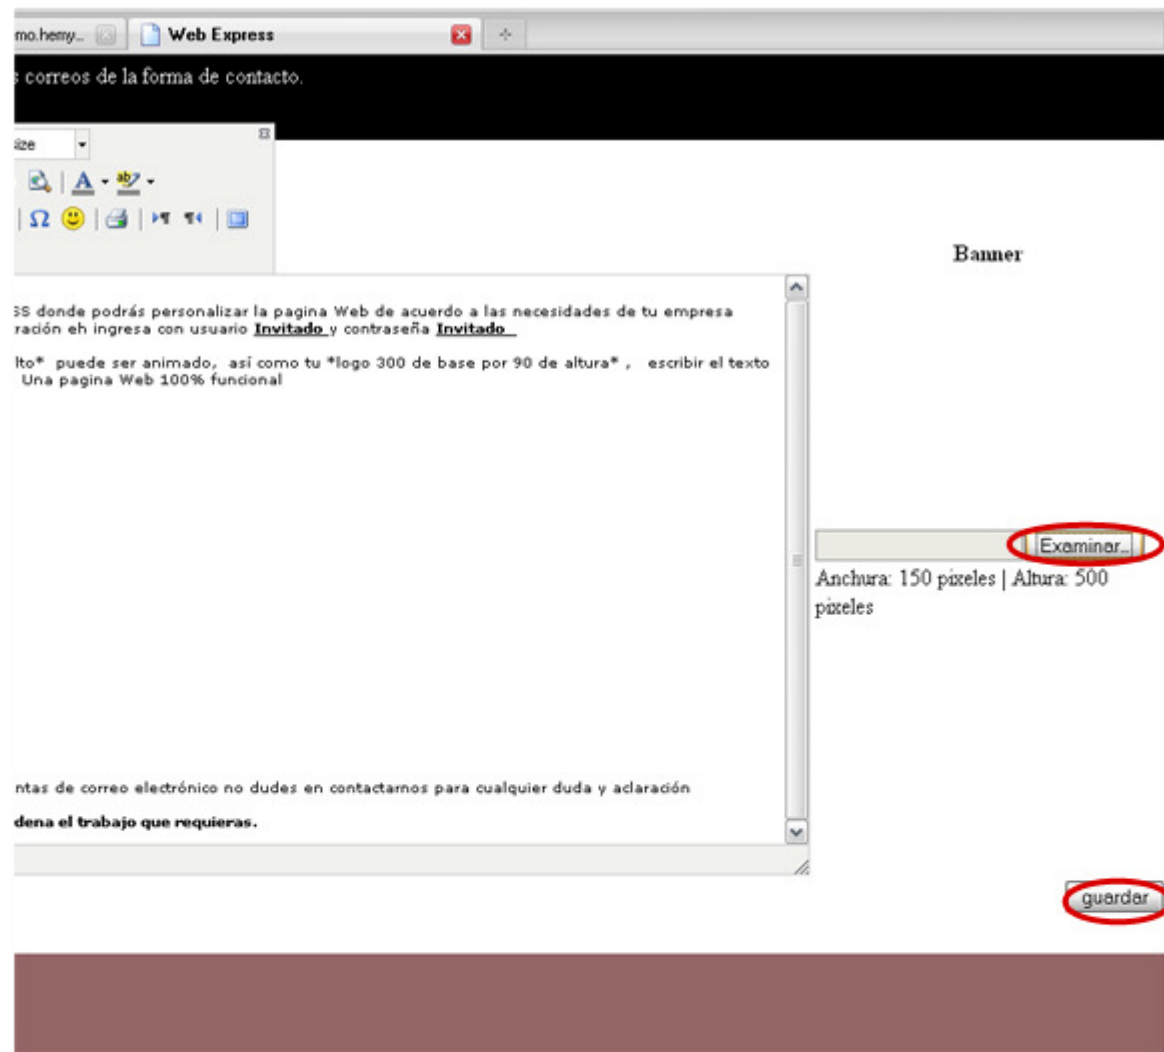 mo.hemy... Web Express
s correos de la forma de contacto.
size
Banner
SS donde podrás personalizar la pagina Web de acuerdo a las necesidades de tu empresa
ración eh ingresa con usuario Invitado y contraseña Invitado
lto* puede ser animado, así como tu *logo 300 de base por 90 de altura* , escribir el texto
Una pagina Web 100% funcional
Examinar...
Anchura: 150 pixeles | Altura: 500
pixeles
ntas de correo electrónico no dudes en contactarnos para cualquier duda y aclaración
dena el trabajo que requieras.
guardar